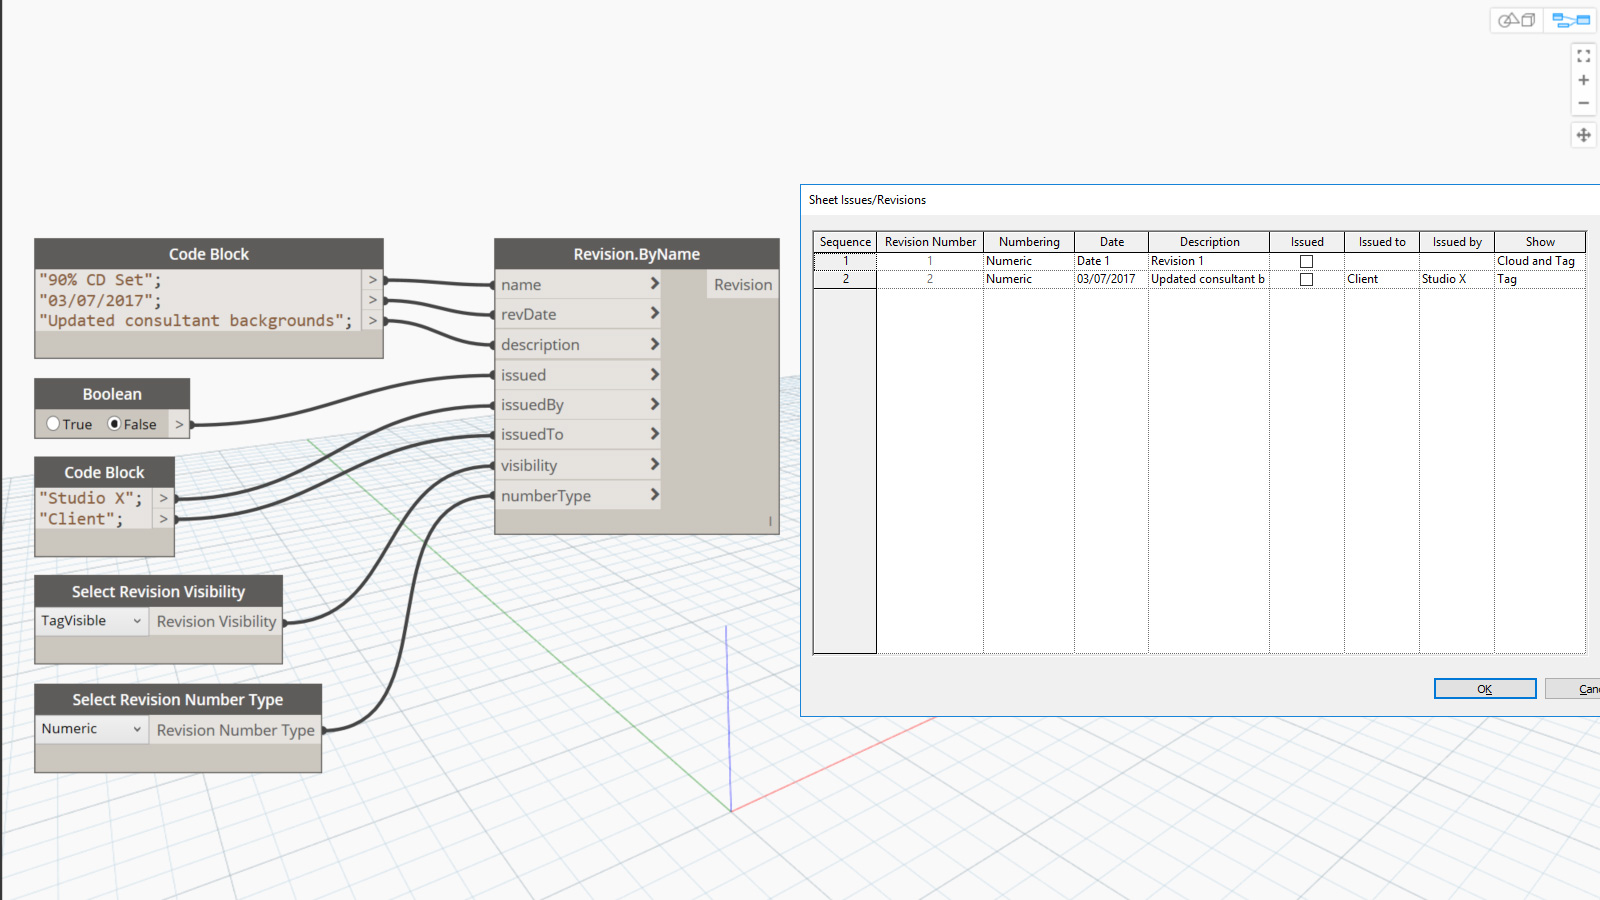 Code Block
"90% CD Set";
>
"03/07/2017";
>
"Updated consultant backgrounds";
>
Boolean
True
False
>
Code Block
"Studio X";
>
"Client";
>
Select Revision Visibility
TagVisible
Revision Visibility
Select Revision Number Type
Numeric
Revision Number Type
Revision.ByName
name
Revision
revDate
description
issued
issuedBy
issuedTo
visibility
numberType
Sheet Issues/Revisions
Sequence Revision Number Numbering Date Description Issued Issued to Issued by Show
1 1 Numeric Date 1 Revision 1 Cloud and Tag
2 2 Numeric 03/07/2017 Updated consultant b Client Studio X Tag
OK
Canc